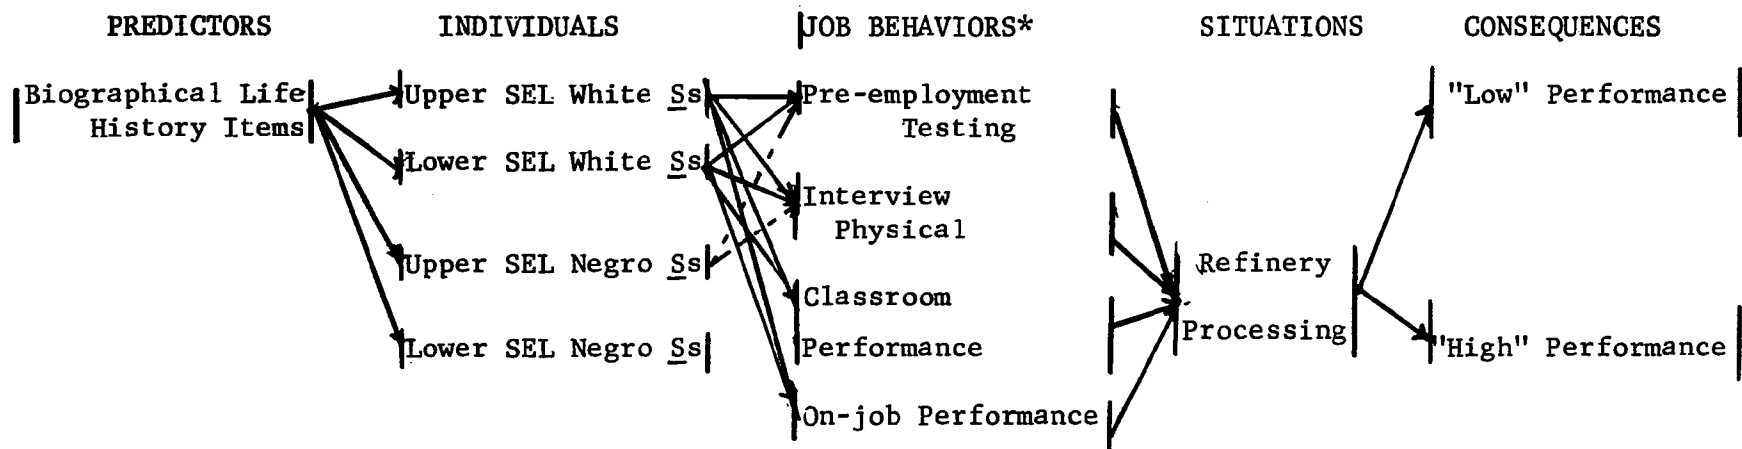 PREDICTORS INDIVIDUALS JOB BEHAVIORS* SITUATIONS CONSEQUENCES
Biographical Life
History Items
Upper SEL White Ss
Lower SEL White Ss
Upper SEL Negro Ss
Lower SEL Negro Ss
Pre-employment
Testing
Interview
Physical
Classroom
Performance
On-job Performance
Refinery
Processing
"Low" Performance
"High" Performance